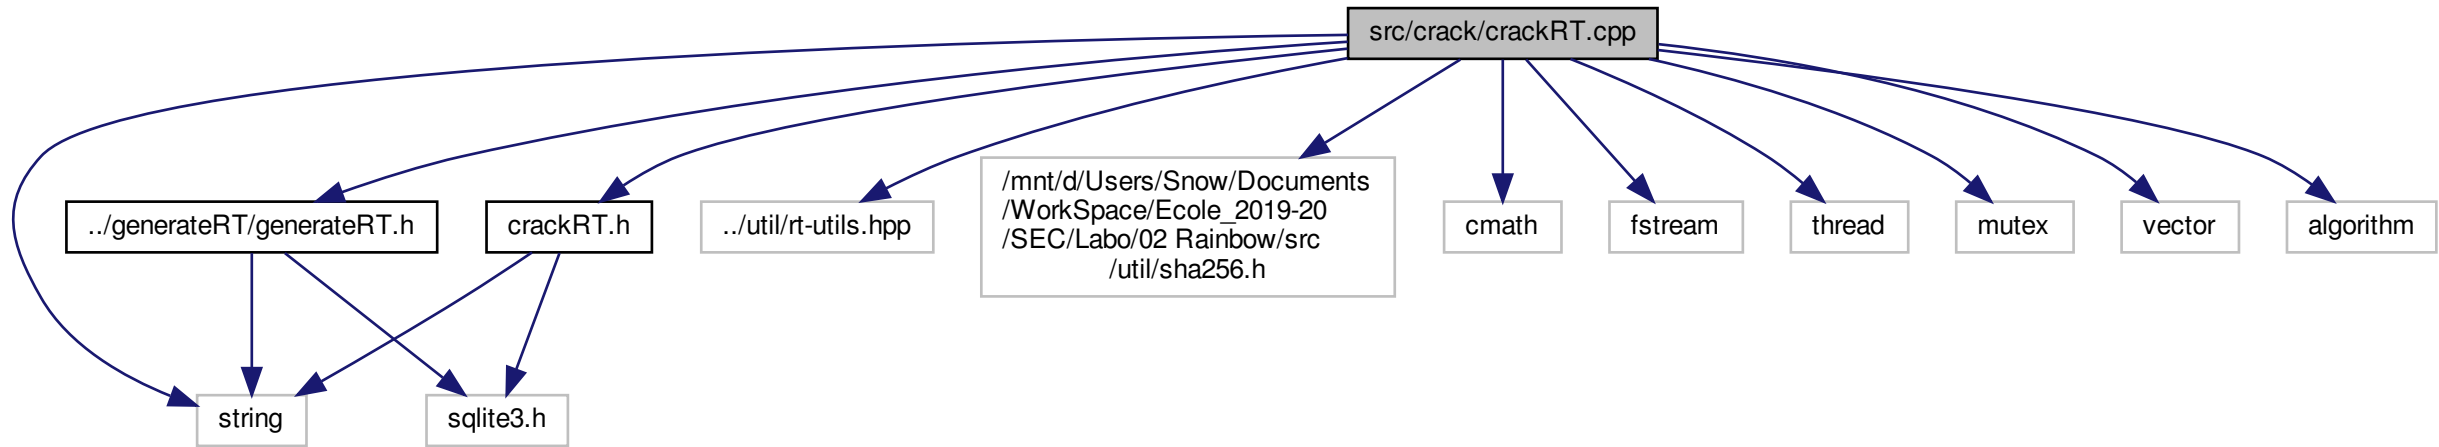 src/crack/crackRT.cpp
../generateRT/generateRT.h
crackRT.h
../util/rt-utils.hpp
/mnt/d/Users/Snow/Documents
/WorkSpace/Ecole_2019-20
/SEC/Labo/02 Rainbow/src
/util/sha256.h
cmath
fstream
thread
mutex
vector
algorithm
string
sqlite3.h